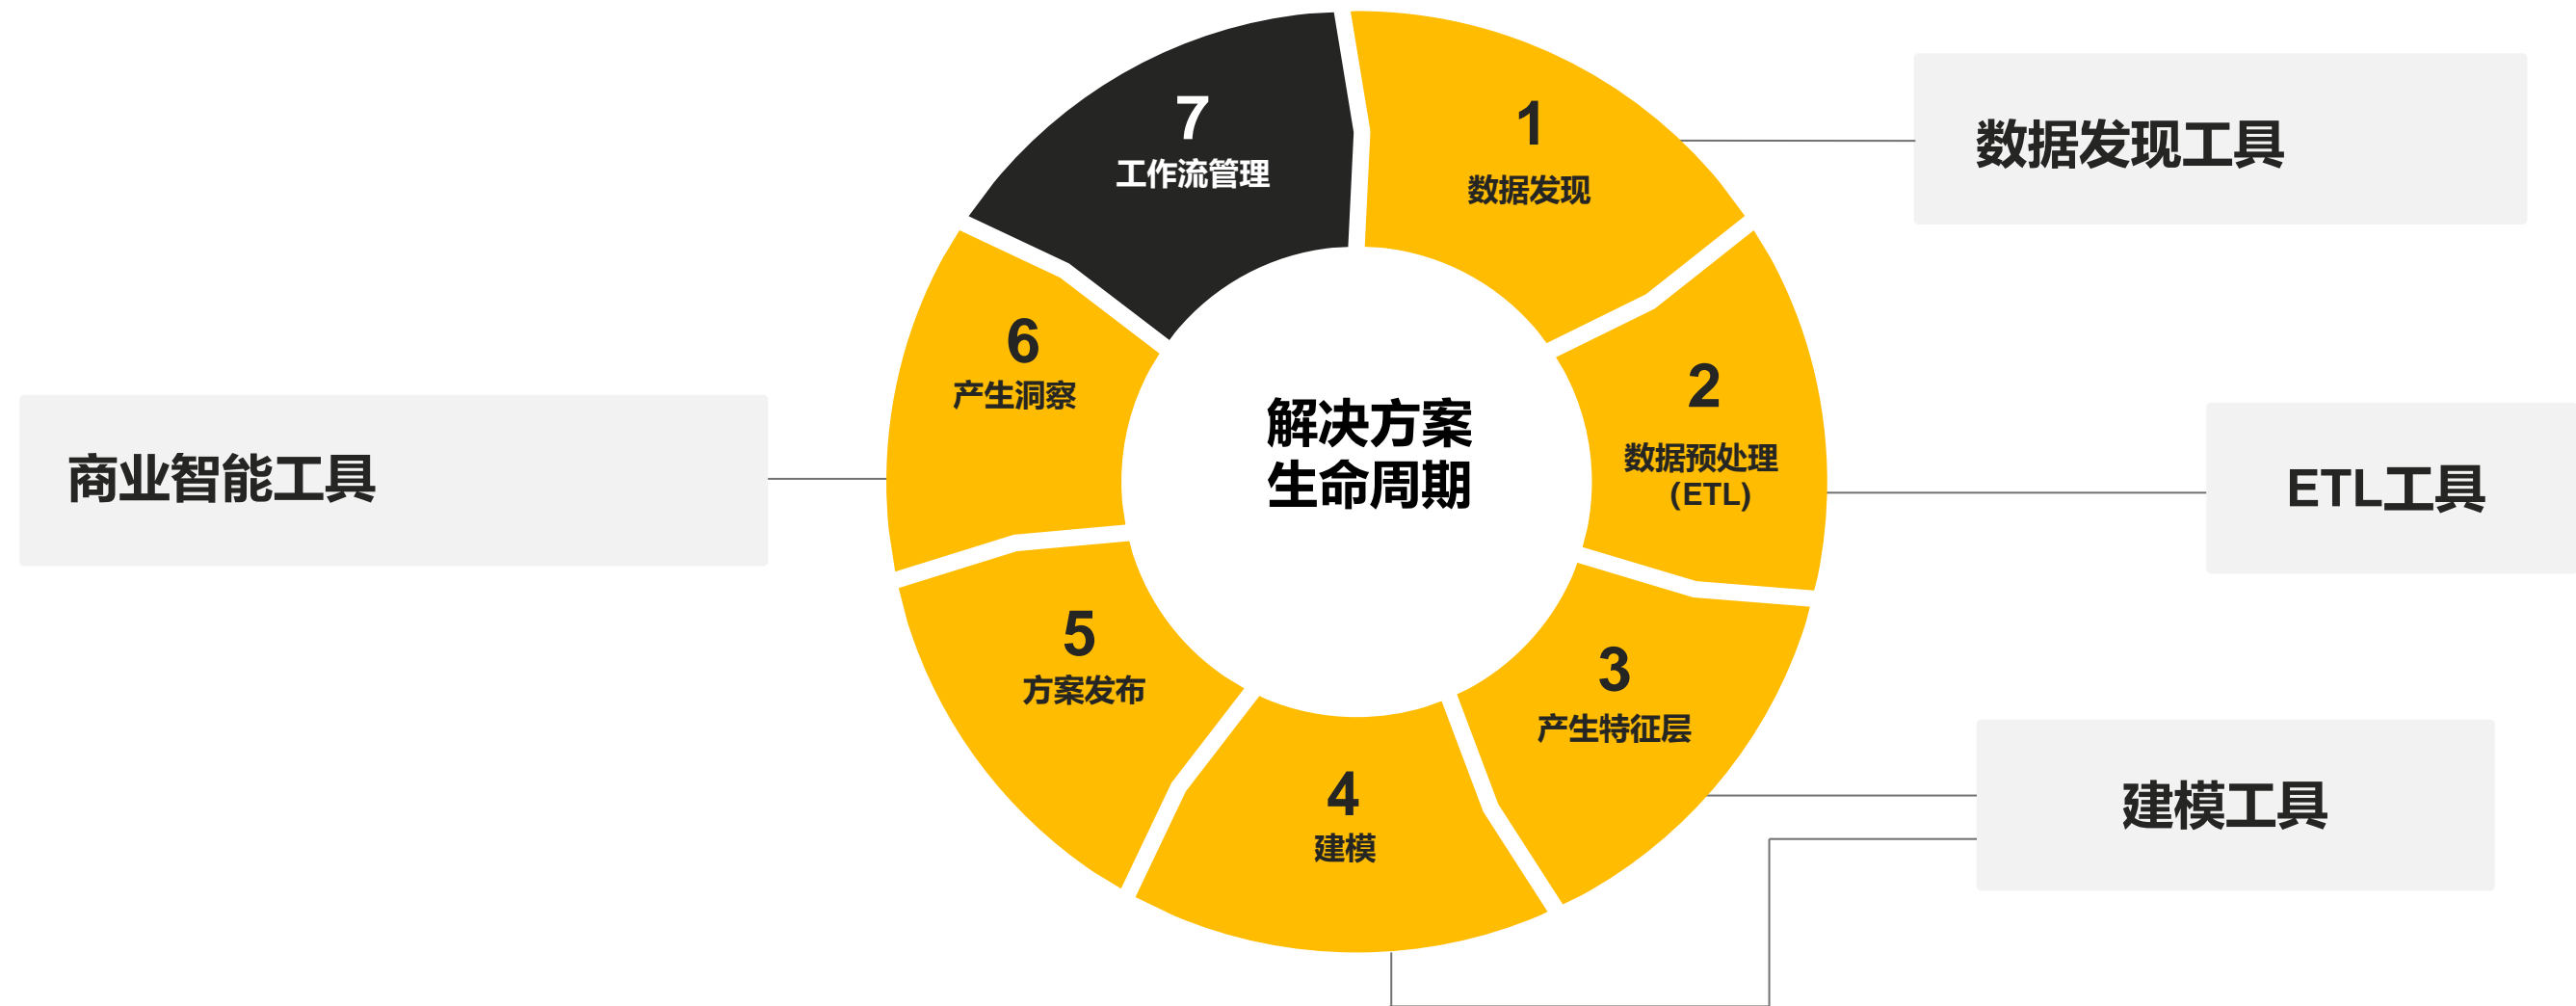 7
工作流管理
1
数据发现
数据发现工具
6
产生洞察
2
数据预处理
(ETL)
解决方案
生命周期
商业智能工具
ETL工具
5
方案发布
3
产生特征层
4
建模
建模工具